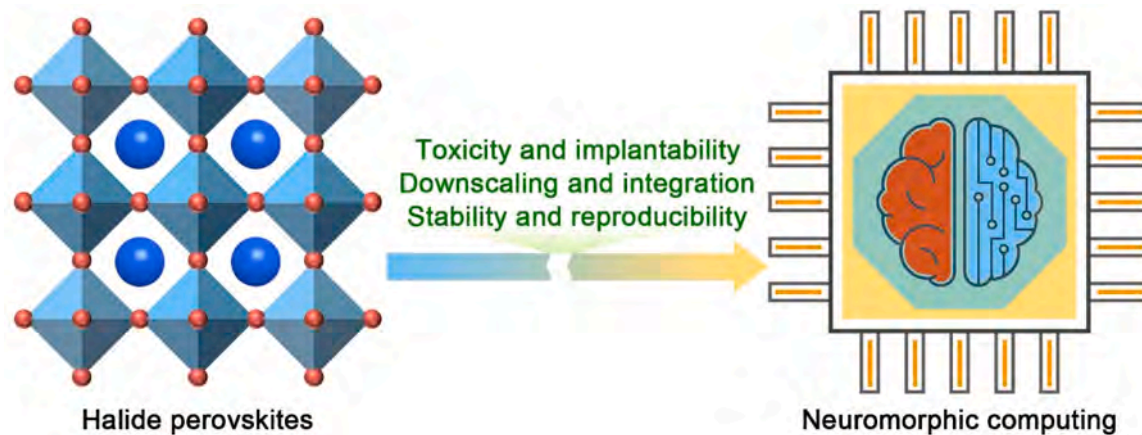 Toxicity and implantability
Downscaling and integration
Stability and reproducibility
Halide perovskites
Neuromorphic computing